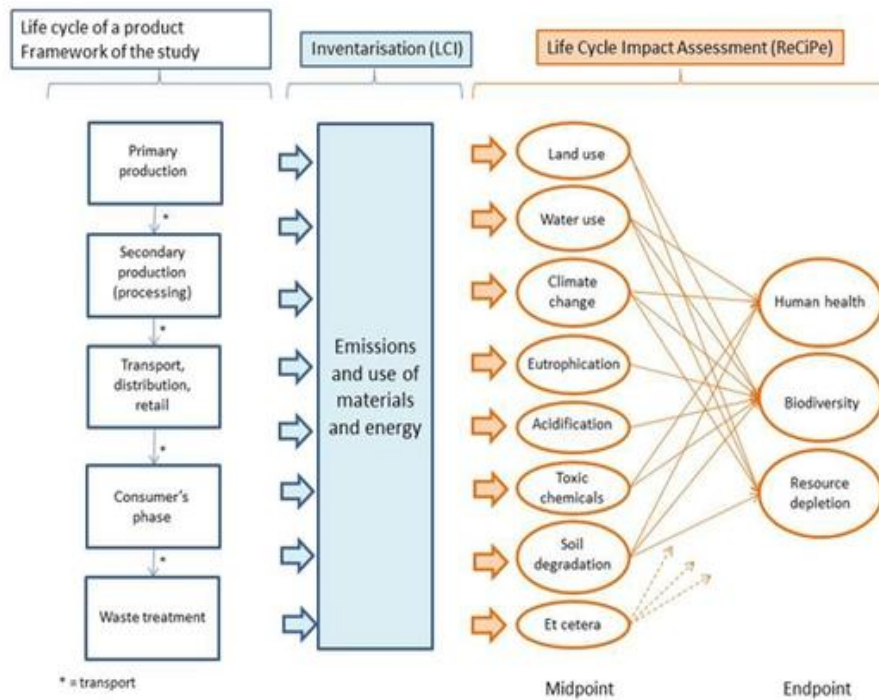 Life cycle of a product
Framework of the study
Inventarisation (LCI)
Life Cycle Impact Assessment (ReCiPe)
Primary
production
*
Secondary
production
(processing)
*
Transport,
distribution,
retail
*
Consumer's
phase
*
Waste treatment
* = transport
Emissions
and use of
materials
and energy
Land use
Water use
Climate
change
Eutrophication
Acidification
Toxic
chemicals
Soil
degradation
Et cetera
Midpoint
Human health
Biodiversity
Resource
depletion
Endpoint